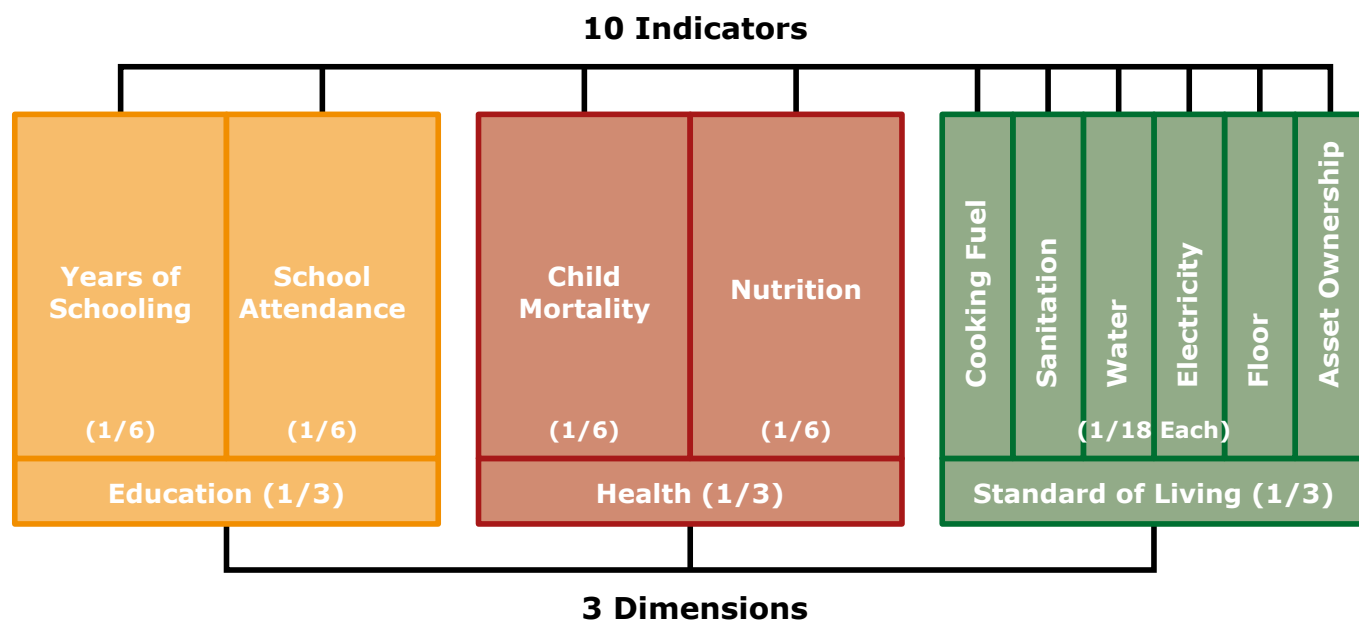 10 Indicators
Years of
Schooling
(1/6)
School
Attendance
(1/6)
Education (1/3)
Child
Mortality
(1/6)
Nutrition
(1/6)
Health (1/3)
Cooking Fuel
Sanitation
Water
Electricity
Floor
Asset Ownership
(1/18 Each)
Standard of Living (1/3)
3 Dimensions